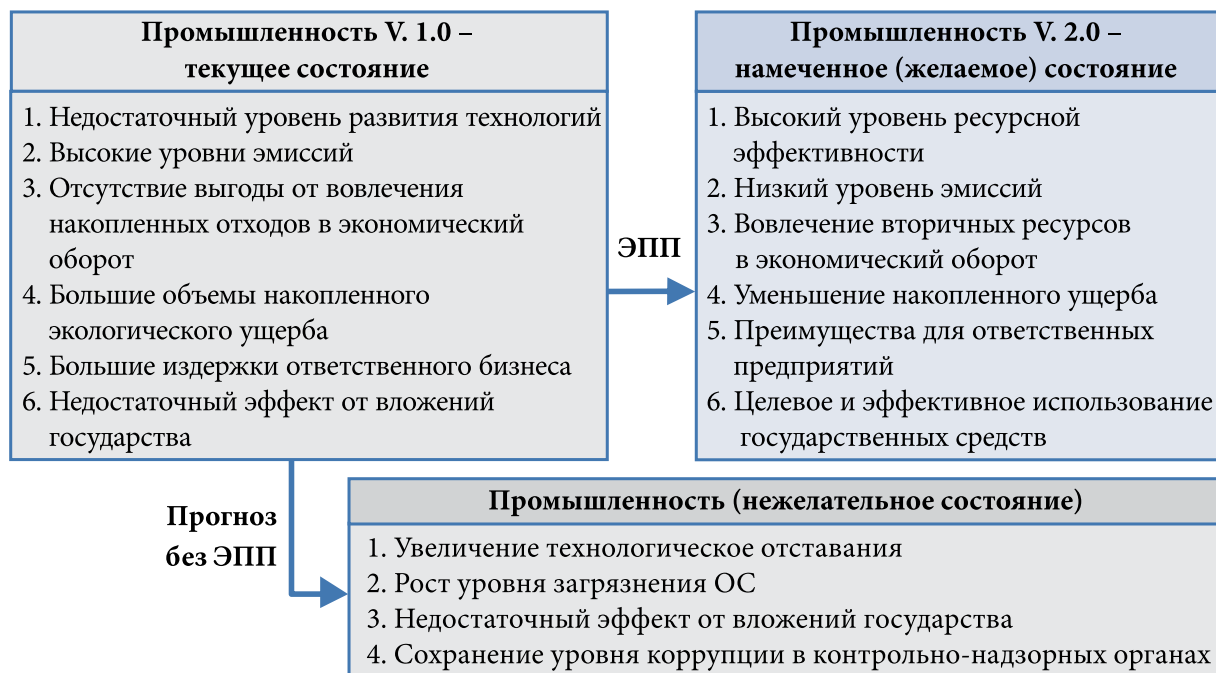 Промышленность V. 1.0 –
текущее состояние
1. Недостаточный уровень развития технологий
2. Высокие уровни эмиссий
3. Отсутствие выгоды от вовлечения
накопленных отходов в экономический
оборот
4. Большие объемы накопленного
экологического ущерба
5. Большие издержки ответственного бизнеса
6. Недостаточный эффект от вложений
государства
ЭПП
Промышленность V. 2.0 –
намеченное (желаемое) состояние
1. Высокий уровень ресурсной
эффективности
2. Низкий уровень эмиссий
3. Вовлечение вторичных ресурсов
в экономический оборот
4. Уменьшение накопленного ущерба
5. Преимущества для ответственных
предприятий
6. Целевое и эффективное использование
государственных средств
Прогноз
без ЭПП
Промышленность (нежелательное состояние)
1. Увеличение технологическое отставания
2. Рост уровня загрязнения ОС
3. Недостаточный эффект от вложений государства
4. Сохранение уровня коррупции в контрольно-надзорных органах